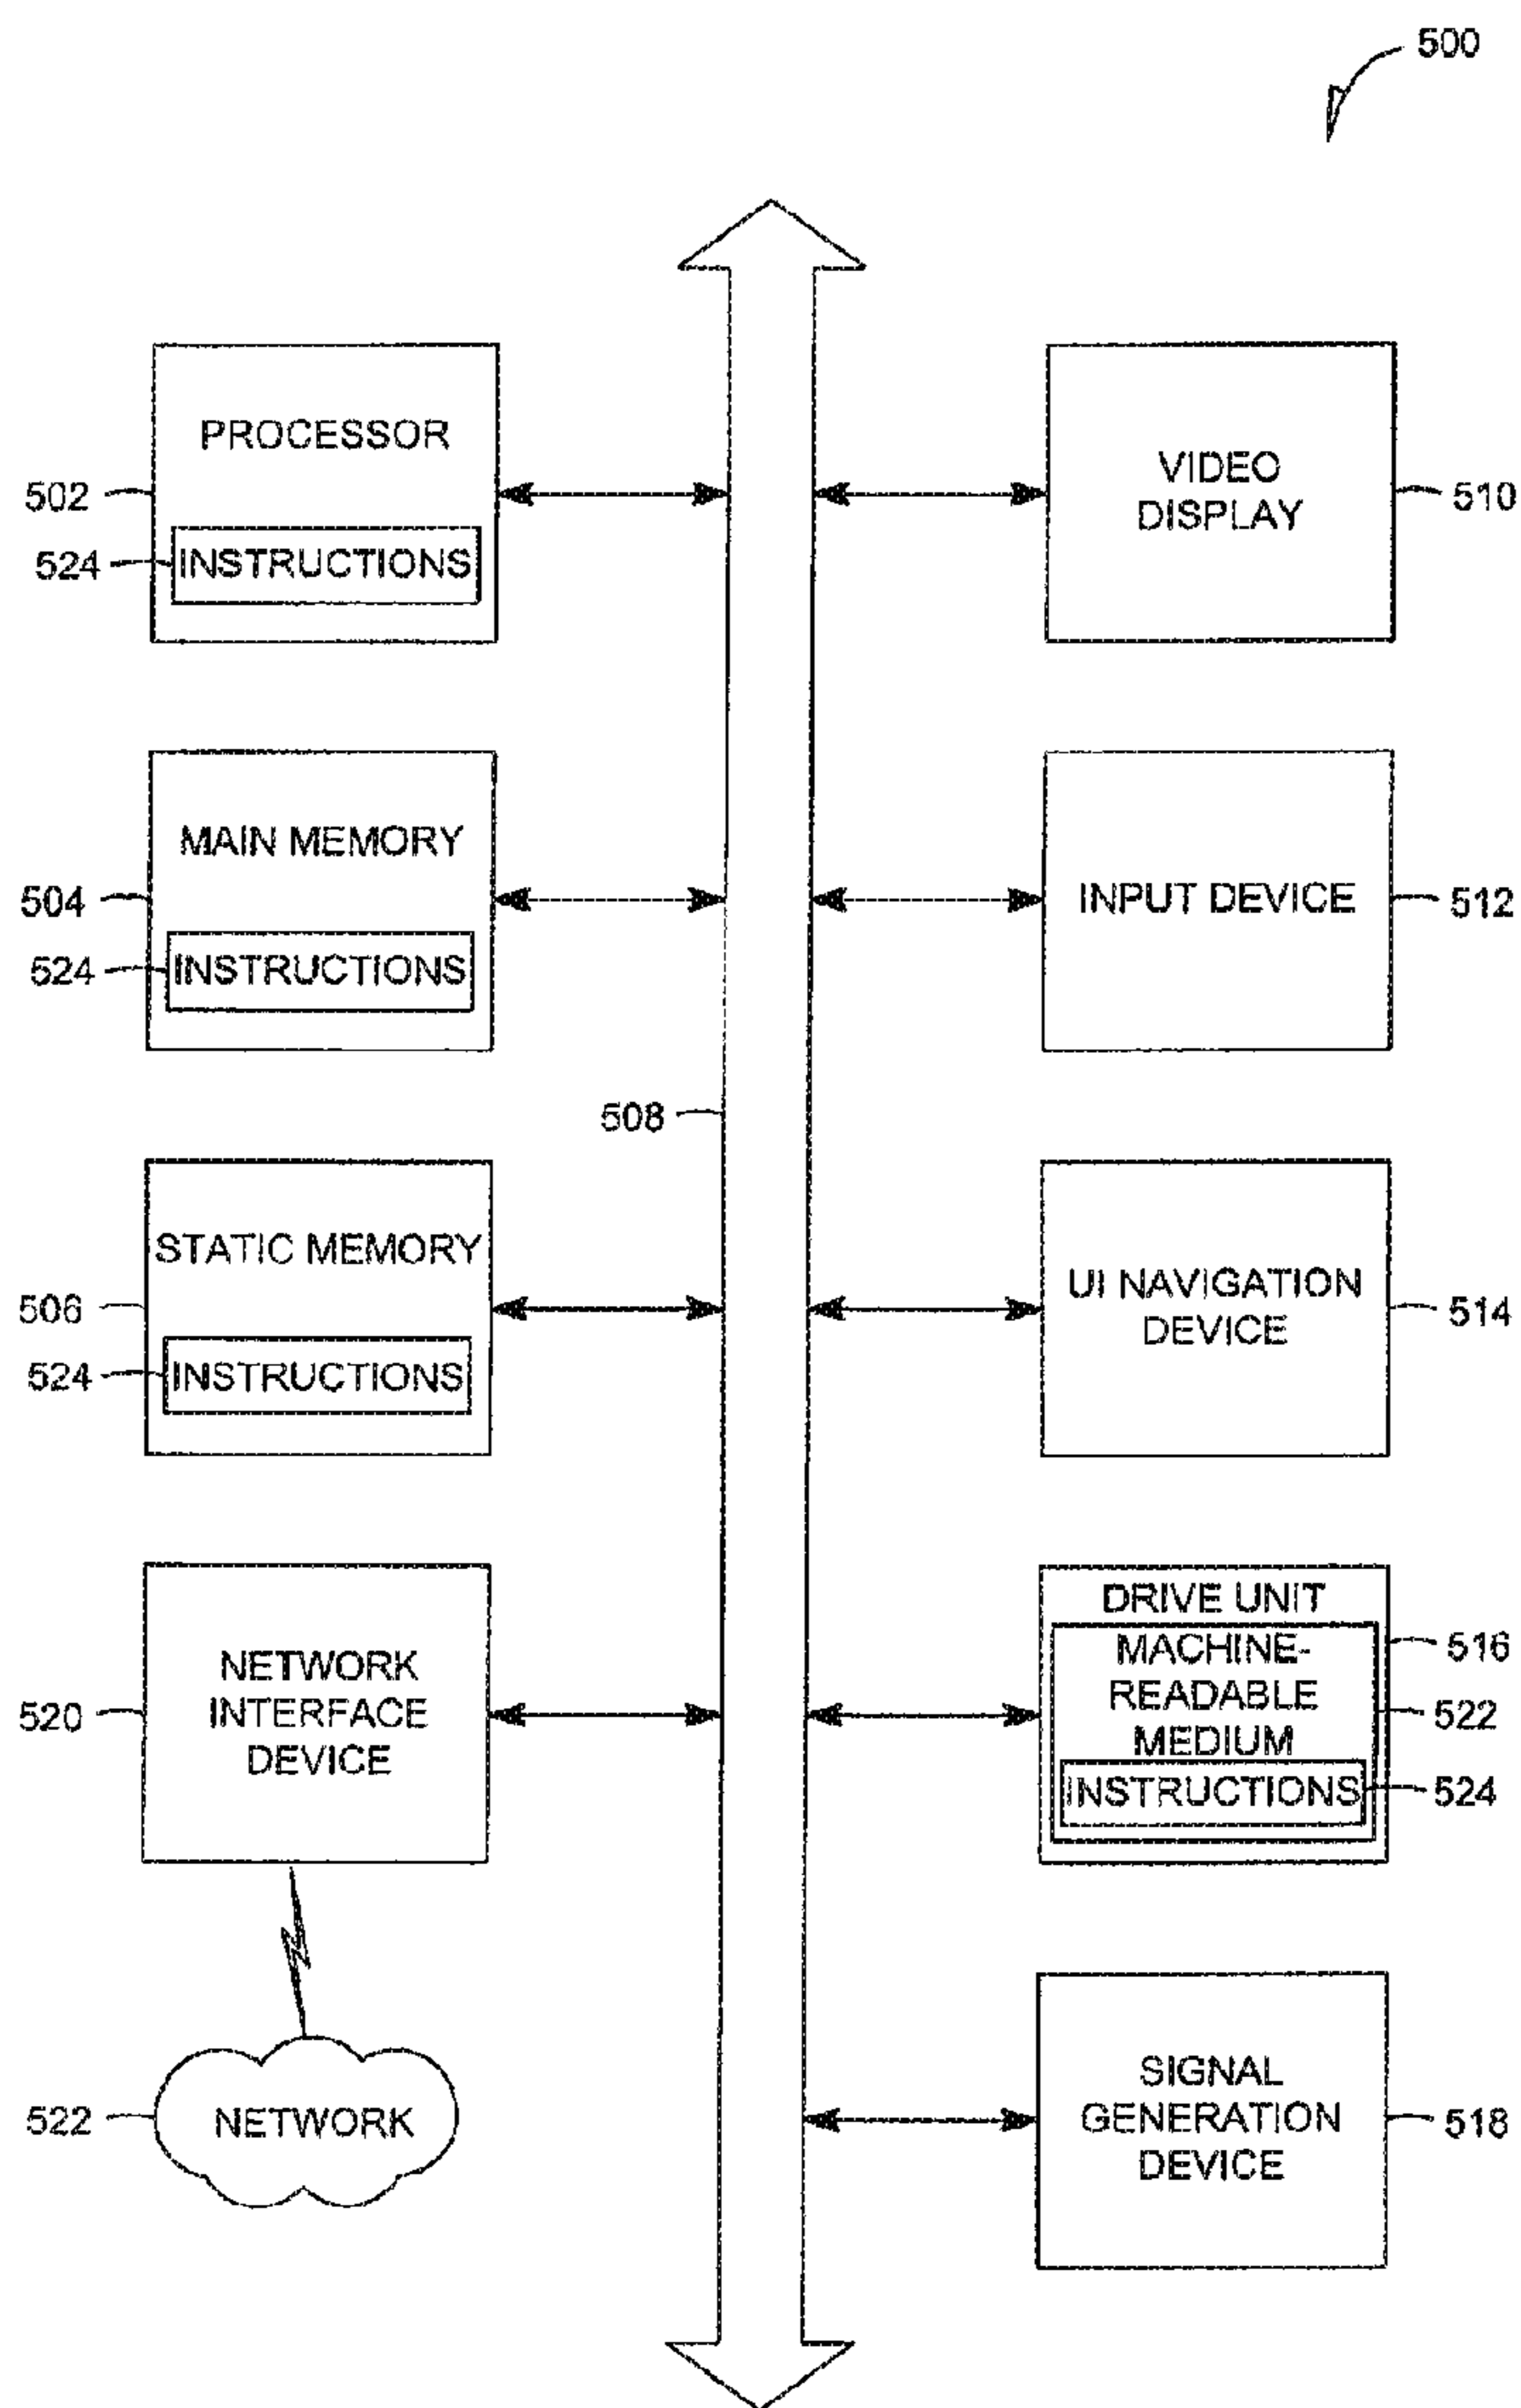 500
PROCESSOR
502
524
INSTRUCTIONS
VIDEO
DISPLAY
510
MAIN MEMORY
504
524
INSTRUCTIONS
INPUT DEVICE
512
508
STATIC MEMORY
506
524
INSTRUCTIONS
UI NAVIGATION
DEVICE
514
NETWORK
INTERFACE
DEVICE
520
DRIVE UNIT
516
MACHINE-
READABLE
MEDIUM
522
INSTRUCTIONS
524
522
NETWORK
SIGNAL
GENERATION
DEVICE
518